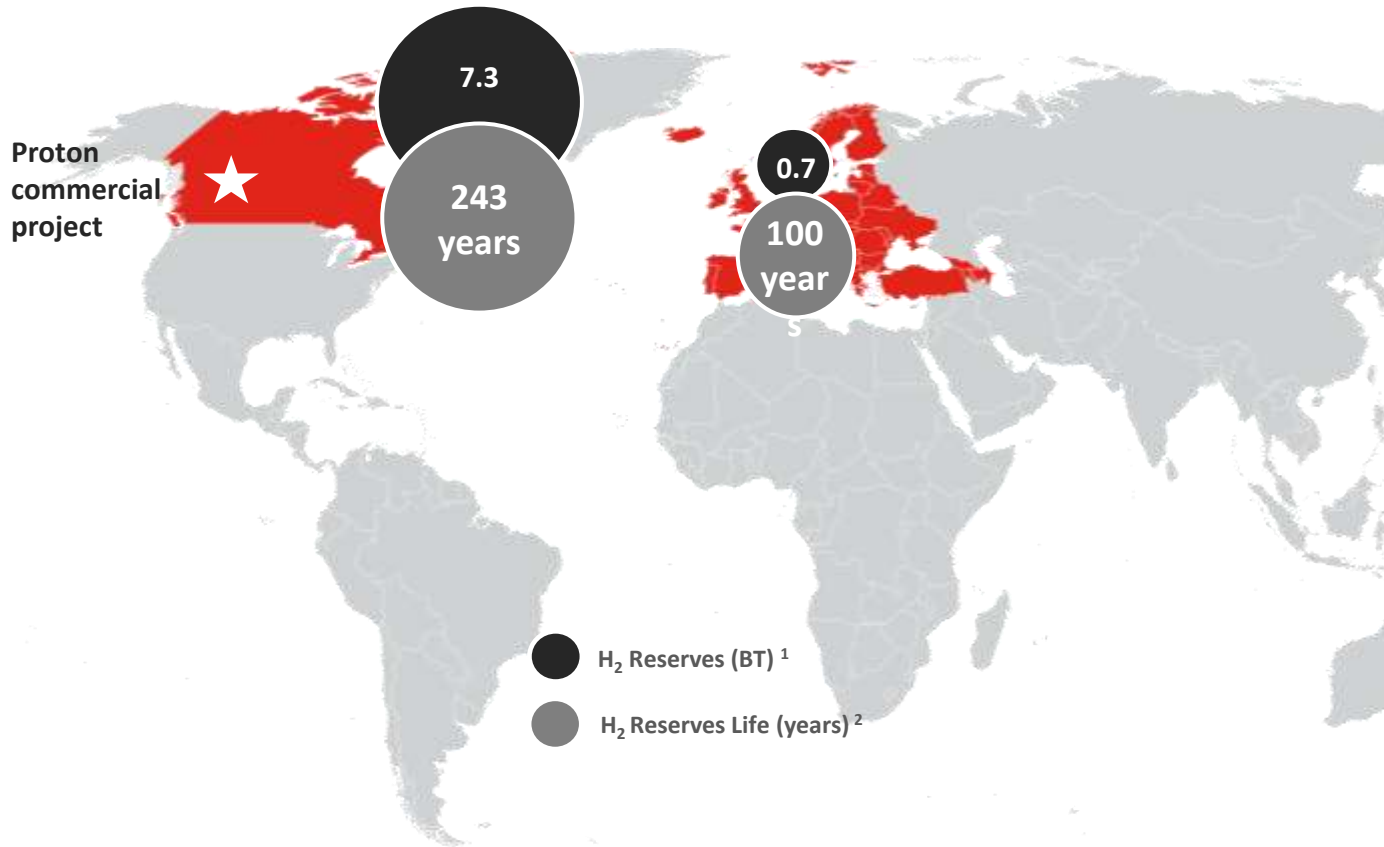 7.3
Proton
commercial
project
243
years
0.7
100
year
s
H₂ Reserves (BT) ¹
H₂ Reserves Life (years) ²